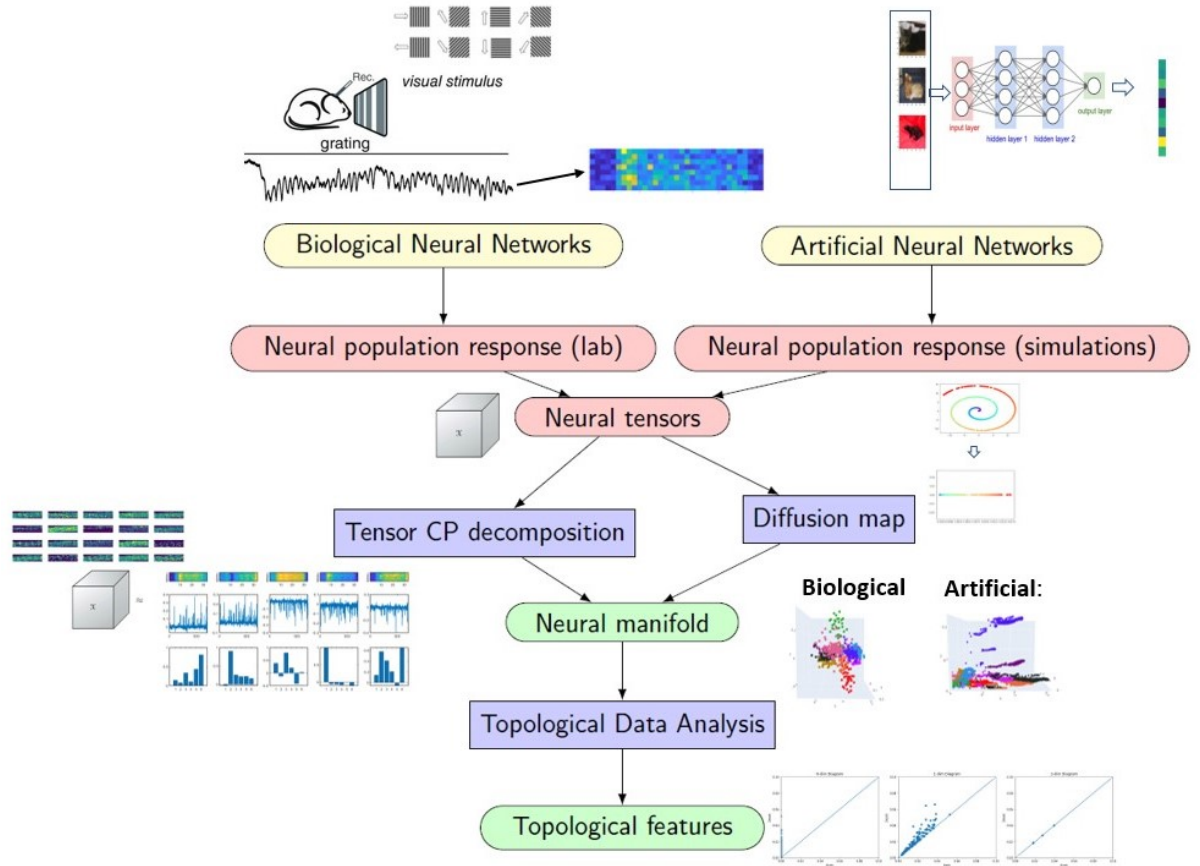 visual stimulus
Rec.
grating
input layer
hidden layer 1
hidden layer 2
output layer
Biological Neural Networks
Artificial Neural Networks
Neural population response (lab)
Neural population response (simulations)
Neural tensors
X
Tensor CP decomposition
Diffusion map
X
≈
Biological
Artificial:
Neural manifold
Topological Data Analysis
Topological features